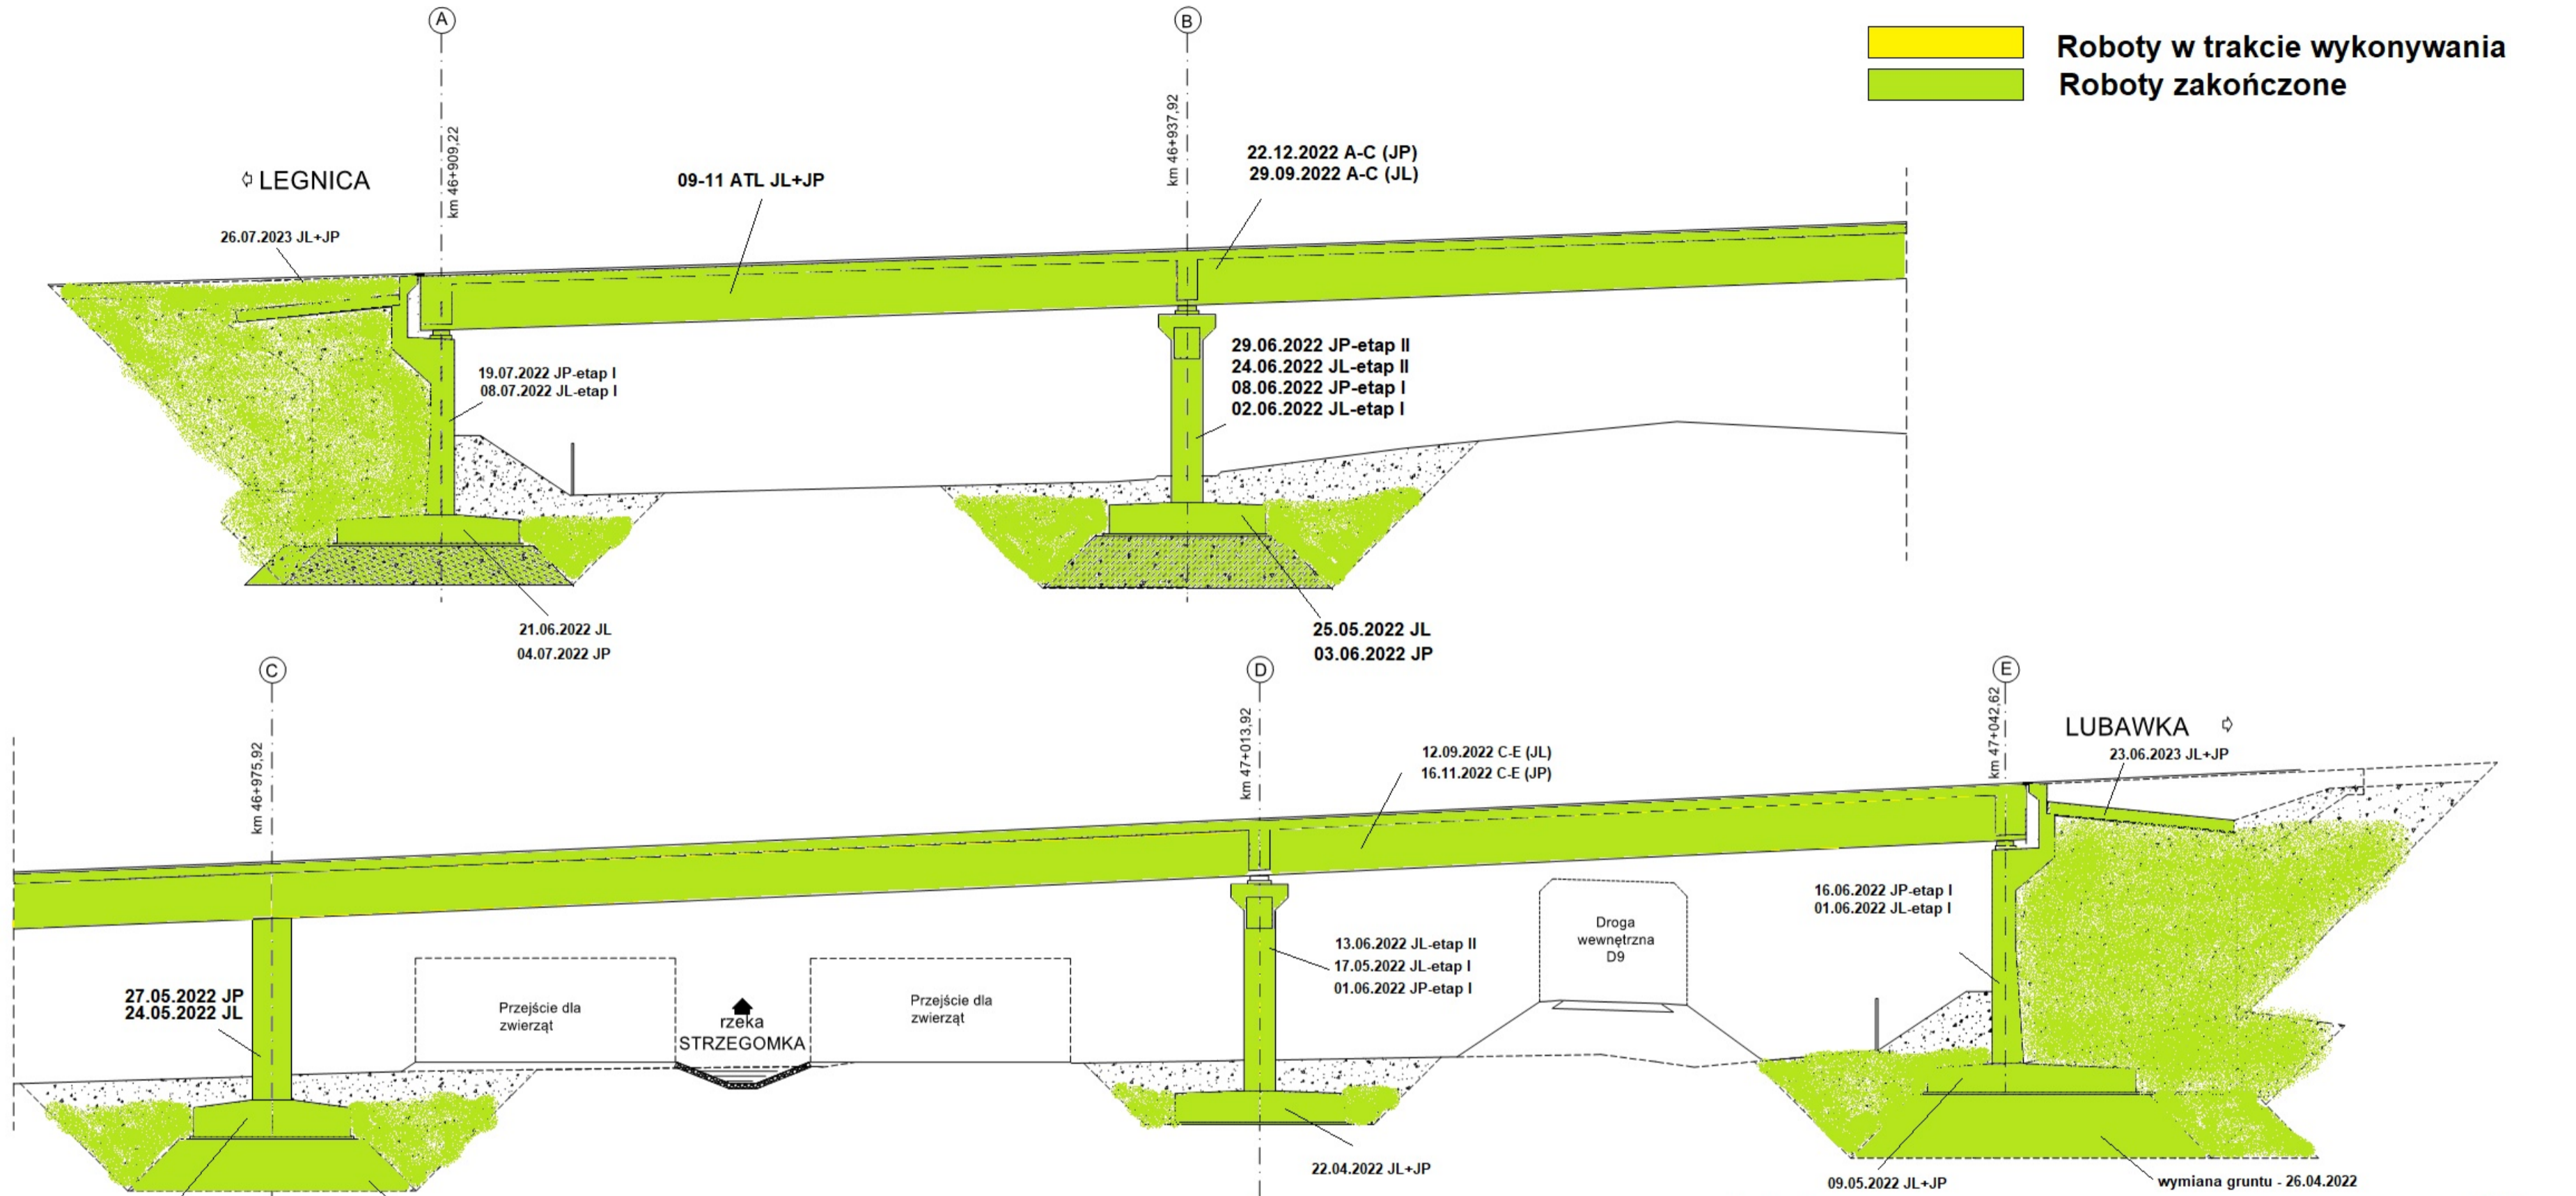 A
B
Roboty w trakcie wykonywania
Roboty zakończone
km 46+909,22
km 46+937,92
22.12.2022 A-C (JP)
29.09.2022 A-C (JL)
LEGNICA
09-11 ATL JL+JP
26.07.2023 JL+JP
29.06.2022 JP-etap II
24.06.2022 JL-etap II
08.06.2022 JP-etap I
02.06.2022 JL-etap I
19.07.2022 JP-etap I
08.07.2022 JL-etap I
21.06.2022 JL
04.07.2022 JP
25.05.2022 JL
03.06.2022 JP
C
D
E
km 46+975,92
km 47+013,92
km 47+042,62
LUBAWKA
23.06.2023 JL+JP
12.09.2022 C-E (JL)
16.11.2022 C-E (JP)
16.06.2022 JP-etap I
01.06.2022 JL-etap I
Droga
wewnętrzna
D9
13.06.2022 JL-etap II
17.05.2022 JL-etap I
01.06.2022 JP-etap I
27.05.2022 JP
24.05.2022 JL
Przejście dla
zwierząt
rzeka
STRZEGOMKA
Przejście dla
zwierząt
22.04.2022 JL+JP
09.05.2022 JL+JP
wymiana gruntu - 26.04.2022